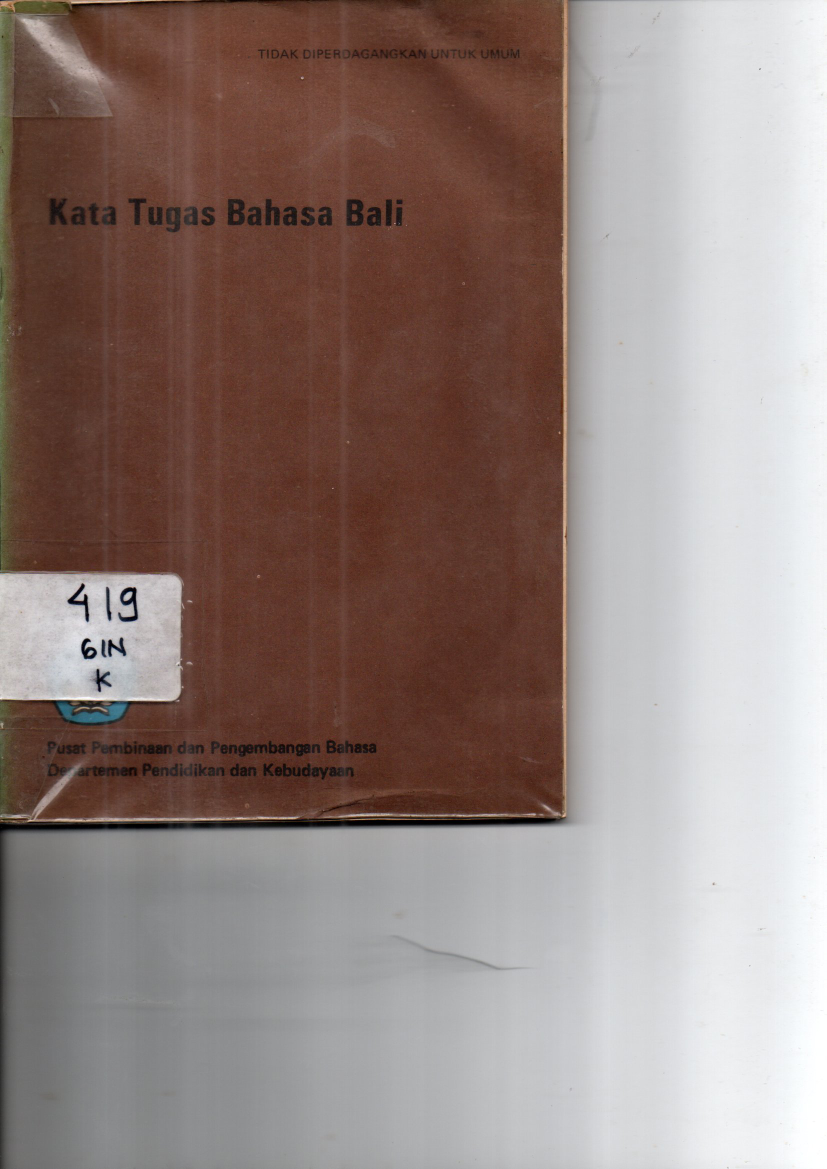 TIDAK DIPERDAGANGKAN UNTUK UMUM
Kata Tugas Bahasa Bali
419
GIN
K
Pusat Pembinaan dan Pengembangan Bahasa
Departemen Pendidikan dan Kebudayaan